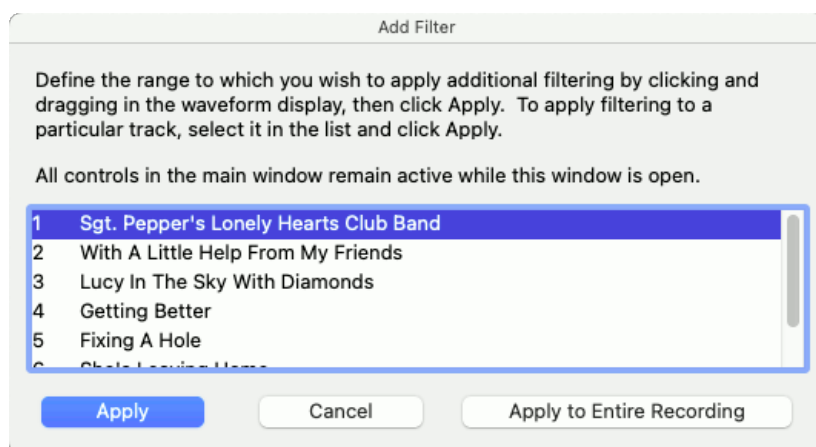 Add Filter
Define the range to which you wish to apply additional filtering by clicking and
dragging in the waveform display, then click Apply.  To apply filtering to a
particular track, select it in the list and click Apply.
All controls in the main window remain active while this window is open.
1 Sgt. Pepper's Lonely Hearts Club Band
2 With A Little Help From My Friends
3 Lucy In The Sky With Diamonds
4 Getting Better
5 Fixing A Hole
6 She's Leaving Home
Apply Cancel Apply to Entire Recording